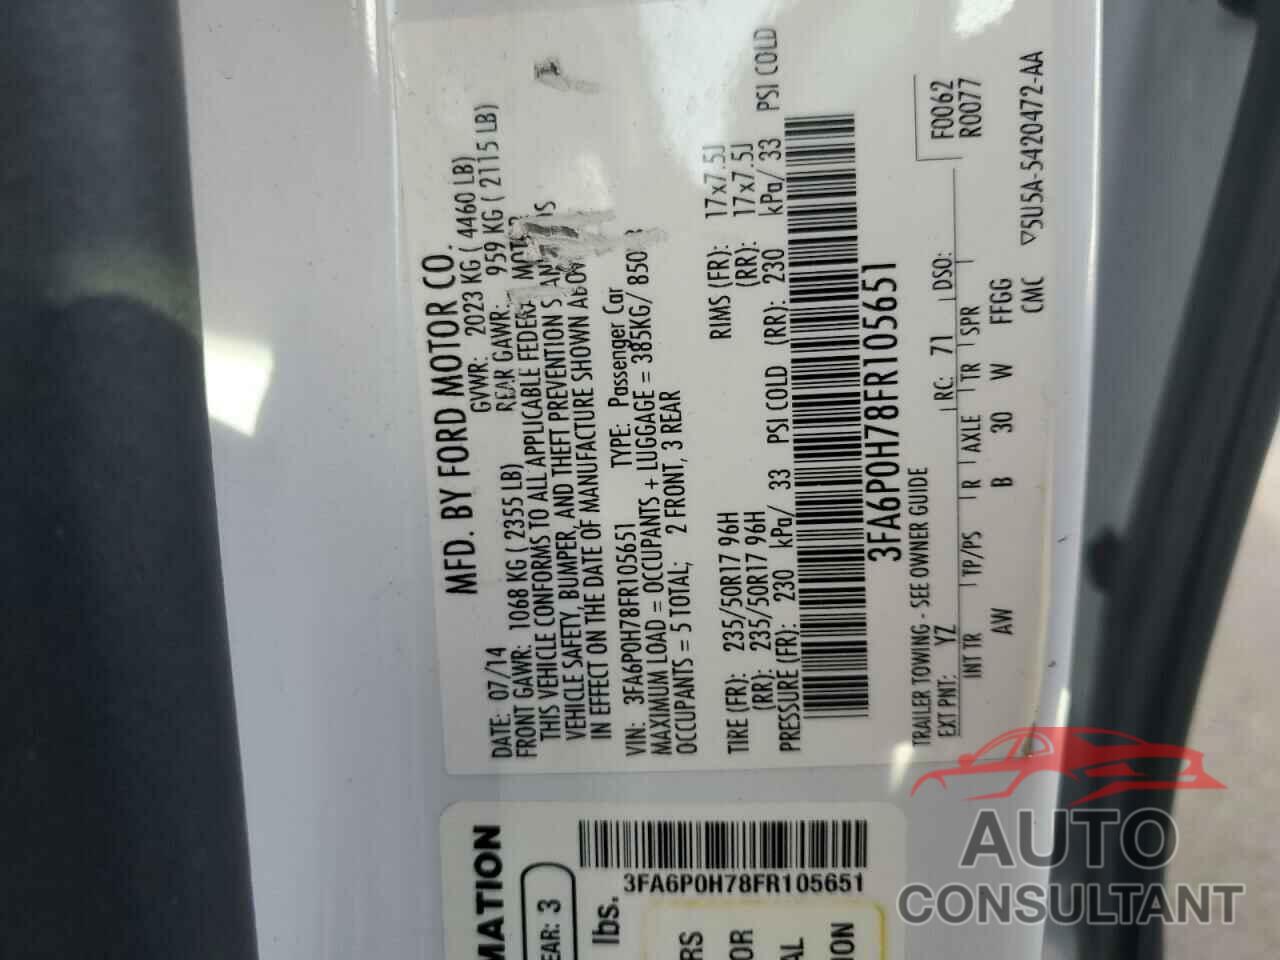 MFD. BY FORD MOTOR CO.
DATE: 07/14 GVWR: 2023 KG ( 4460 LB)
FRONT GAWR: 1068 KG ( 2355 LB) REAR GAWR: 959 KG ( 2115 LB)
THIS VEHICLE CONFORMS TO ALL APPLICABLE
VEHICLE SAFETY, BUMPER, AND THEFT PREVENTION
IN EFFECT ON THE DATE OF MANUFACTURE SHOWN
VIN: 3FA6P0H78FR105651 TYPE: Passenger Car
MAXIMUM LOAD = OCCUPANTS + LUGGAGE = 385KG/
OCCUPANTS = 5 TOTAL; 2 FRONT, 3 REAR
TIRE (FR): 235/50R17 96H RIMS (FR): 17x7.5J
(RR): 235/50R17 96H (RR): 17x7.5J
PRESSURE (FR): 230 kPa/ 33 PSI COLD (RR): 230 kPa/ 33 PSI COLD
3FA6P0H78FR105651
TRAILER TOWING - SEE OWNER GUIDE
F0062
EXT PNT: YZ RC: 71 DSO: R0077
INT TR TP/PS R AXLE TR SPR
AW B 30 W FFGG
CMC ▽5U5A-5420472-AA
MATION
EAR: 3
lbs.
3FA6P0H78FR105651
RS
OR
AL
ION
AUTO
CONSULTANT